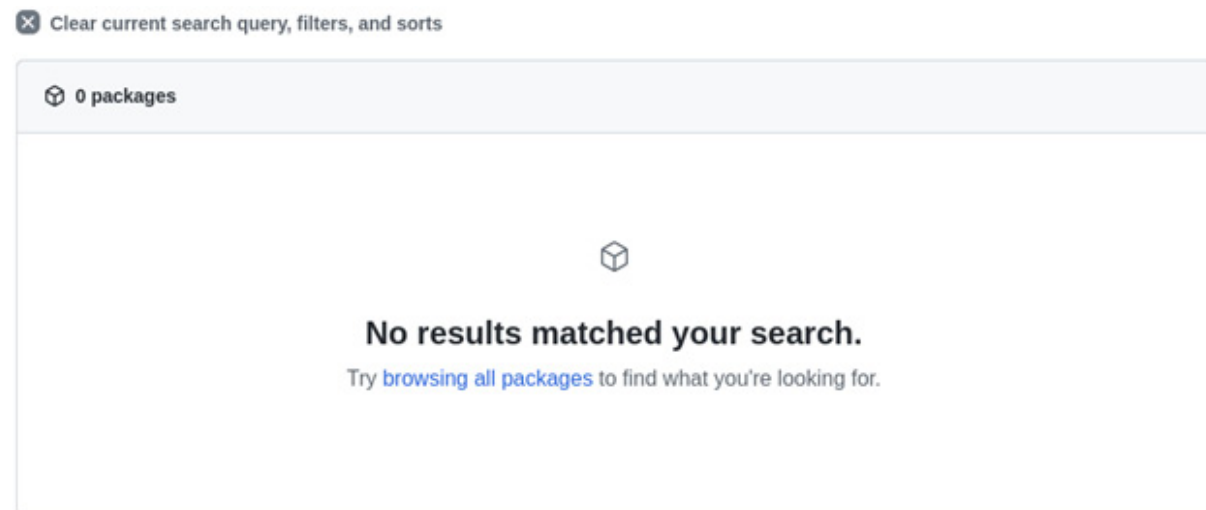 Clear current search query, filters, and sorts
0 packages
No results matched your search.
Try browsing all packages to find what you're looking for.